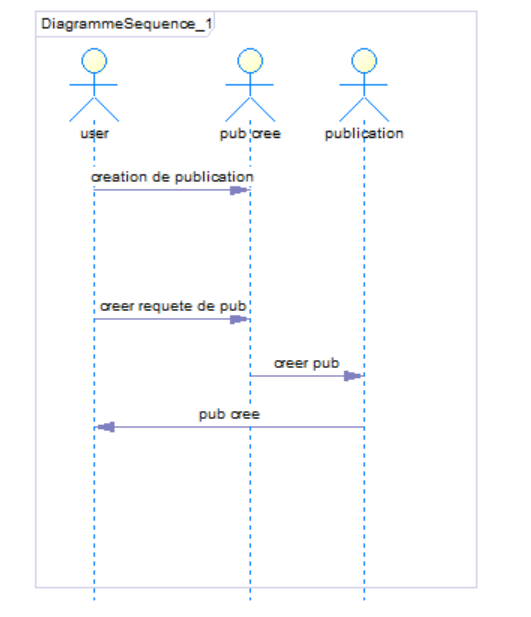 DiagrammeSequence_1
user
pub cree
publication
creation de publication
creer requete de pub
creer pub
pub cree